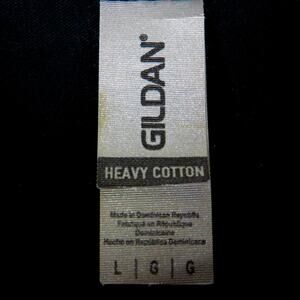 GILDAN®
HEAVY COTTON
Made in Dominican Republic
Fabriqué en République
Dominicaine
Hecho en República Dominicana
L | G | G